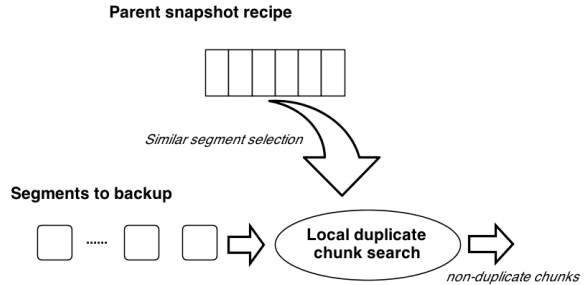 Parent snapshot recipe
Similar segment selection
Segments to backup
......
Local duplicate
chunk search
non-duplicate chunks